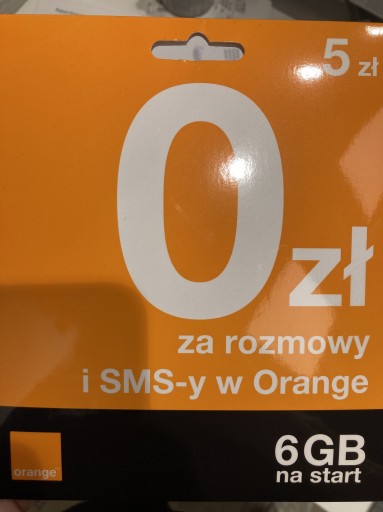 5 zł
0 zł
za rozmowy
i SMS-y w Orange
6GB
na start
orange